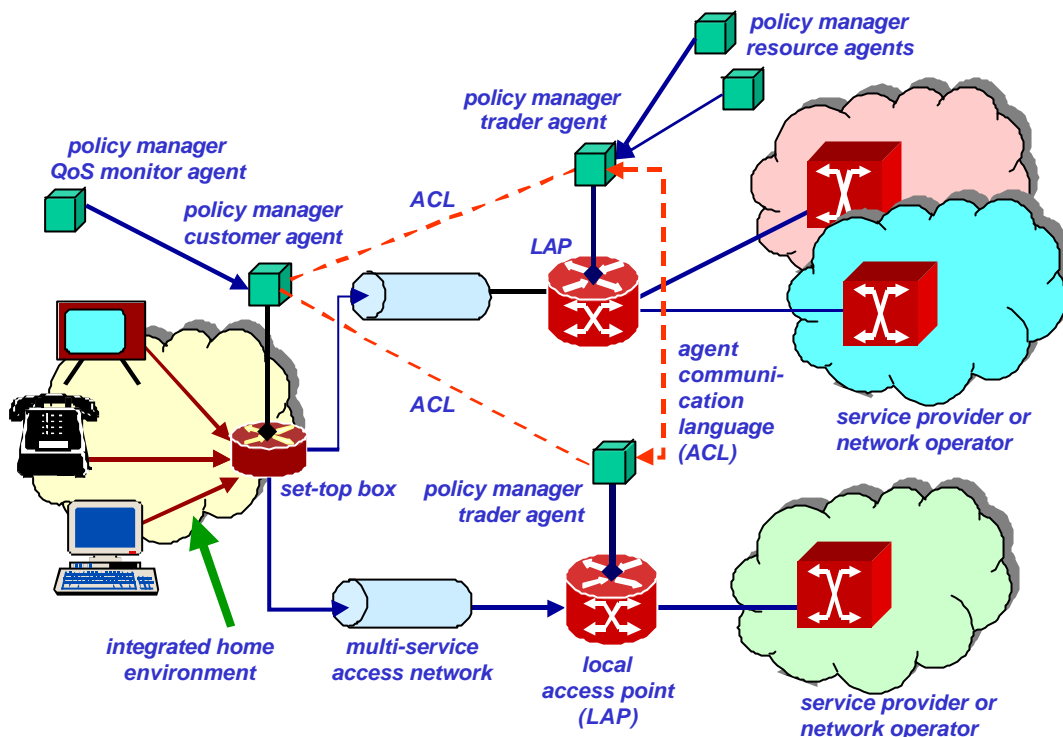 policy manager
resource agents
policy manager
trader agent
policy manager
QoS monitor agent
policy manager
customer agent
ACL
LAP
agent
communi-
cation
language
(ACL)
ACL
service provider or
network operator
set-top box
policy manager
trader agent
integrated home
environment
multi-service
access network
local
access point
(LAP)
service provider or
network operator